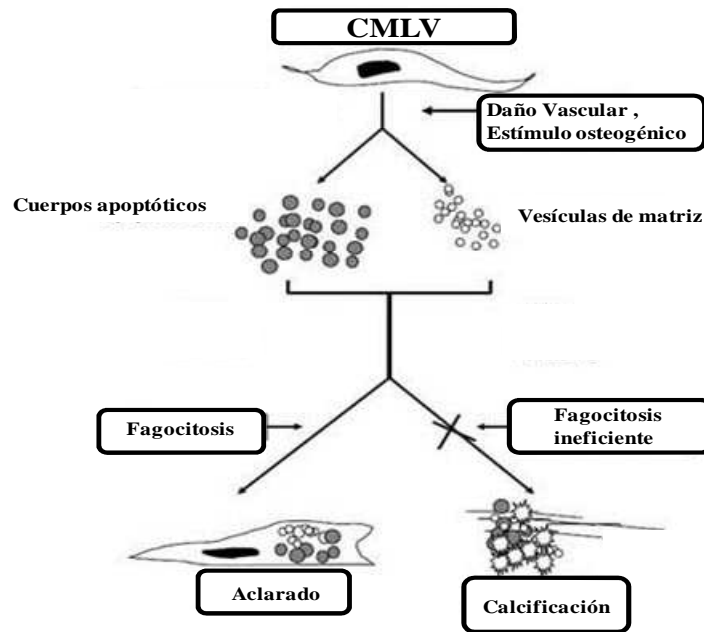 CMLV
Daño Vascular ,
Estímulo osteogénico
Cuerpos apoptóticos
Vesículas de matriz
Fagocitosis
Fagocitosis
ineficiente
Aclarado
Calcificación